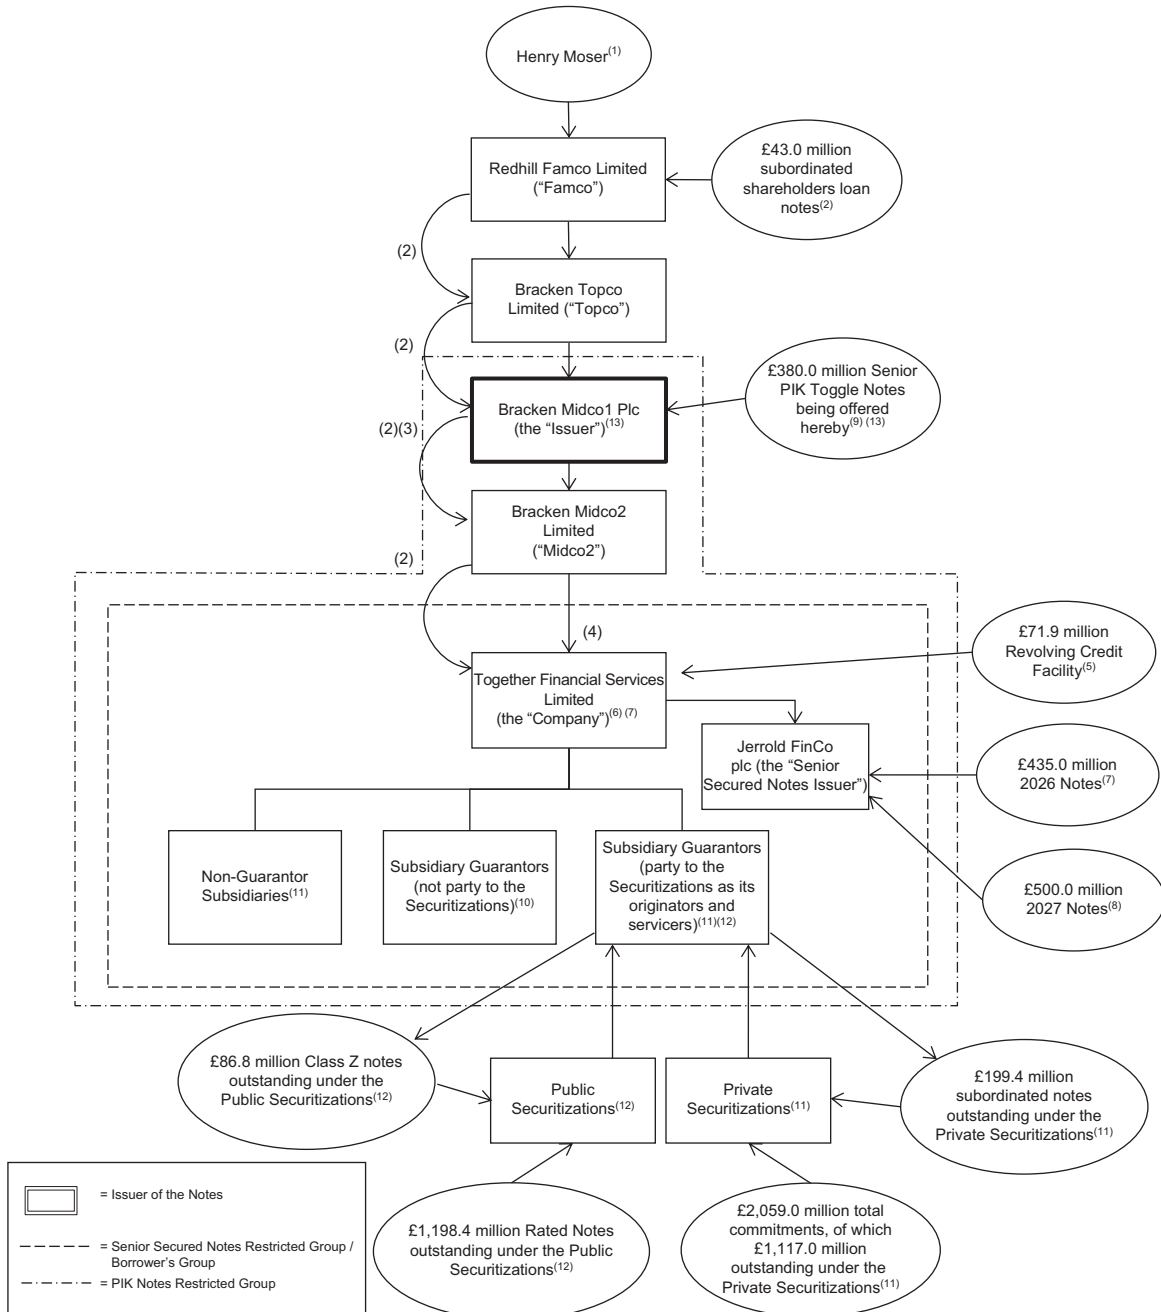 Henry Moser(1)
Redhill Famco Limited
(“Famco”)
£43.0 million
subordinated
shareholders loan
notes(2)
(2)
Bracken Topco
Limited (“Topco”)
(2)
Bracken Midco1 Plc
(the “Issuer”)(13)
£380.0 million Senior
PIK Toggle Notes
being offered
hereby(9) (13)
(2)(3)
Bracken Midco2
Limited
(“Midco2”)
(2)
(4)
Together Financial Services
Limited
(the “Company”)(6) (7)
£71.9 million
Revolving Credit
Facility(5)
Jerrold FinCo
plc (the “Senior
Secured Notes Issuer”)
£435.0 million
2026 Notes(7)
£500.0 million
2027 Notes(8)
Non-Guarantor
Subsidiaries(11)
Subsidiary Guarantors
(not party to the
Securitizations)(10)
Subsidiary Guarantors
(party to the
Securitizations as its
originators and
servicers)(11)(12)
£86.8 million Class Z notes
outstanding under the
Public Securitizations(12)
Public
Securitizations(12)
Private
Securitizations(11)
£199.4 million
subordinated notes
outstanding under the
Private Securitizations(11)
£1,198.4 million Rated Notes
outstanding under the Public
Securitizations(12)
£2,059.0 million total
commitments, of which
£1,117.0 million
outstanding under the
Private Securitizations(11)
= Issuer of the Notes
= Senior Secured Notes Restricted Group /
Borrower’s Group
= PIK Notes Restricted Group